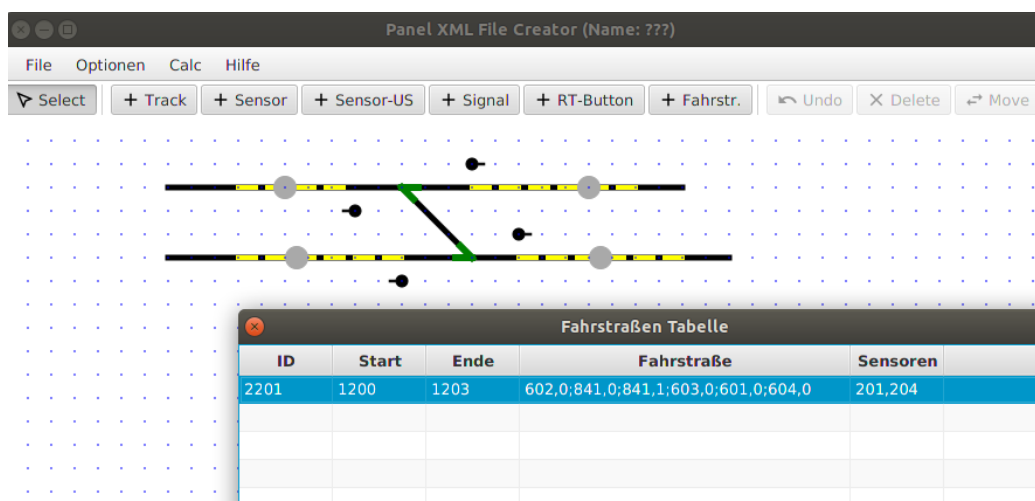 Panel XML File Creator (Name: ???)
File Optionen Calc Hilfe
Select + Track + Sensor + Sensor-US + Signal + RT-Button + Fahrstr. Undo Delete Move
Fahrstraßen Tabelle
ID Start Ende Fahrstraße Sensoren
2201 1200 1203 602,0;841,0;841,1;603,0;601,0;604,0 201,204